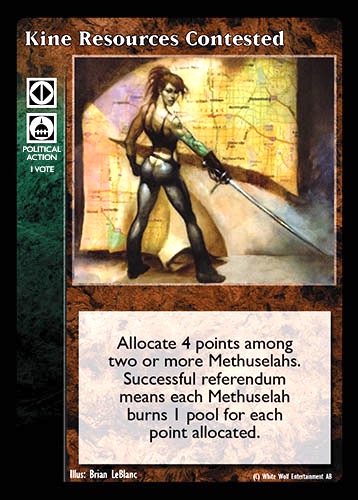 Kine Resources Contested
POLITICAL
ACTION
1 VOTE
Allocate 4 points among
two or more Methuselahs.
Successful referendum
means each Methuselah
burns 1 pool for each
point allocated.
Illus: Brian LeBlanc
(C) White Wolf Entertainment AB